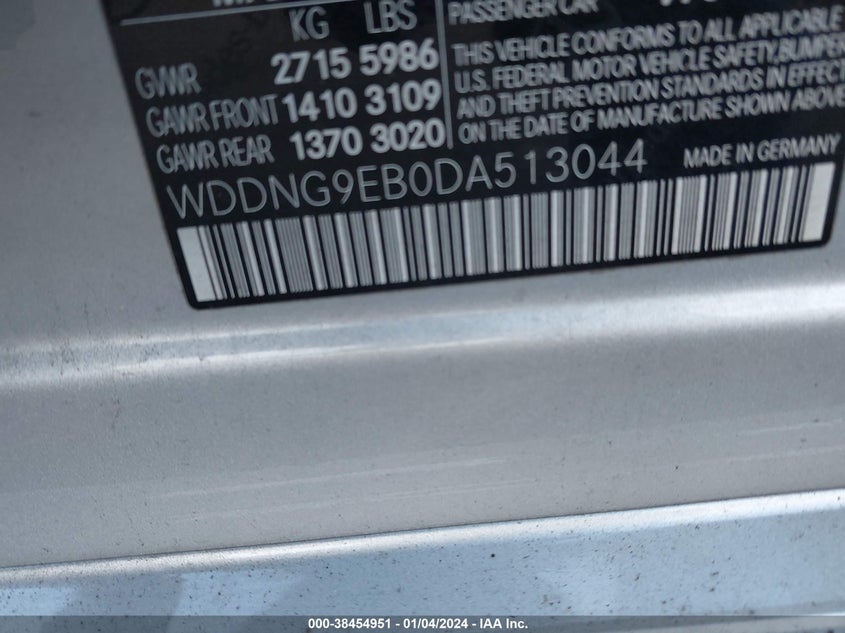 KG LBS
GVWR 2715 5986
GAWR FRONT 1410 3109
GAWR REAR 1370 3020
PASSENGER CAR
THIS VEHICLE CONFORMS TO ALL APPLICABLE
U.S. FEDERAL MOTOR VEHICLE SAFETY, BUMPER
AND THEFT PREVENTION STANDARDS IN EFFECT
ON THE DATE OF MANUFACTURE SHOWN ABOVE
WDDNG9EB0DA513044 MADE IN GERMANY
000-38454951 - 01/04/2024 - IAA Inc.